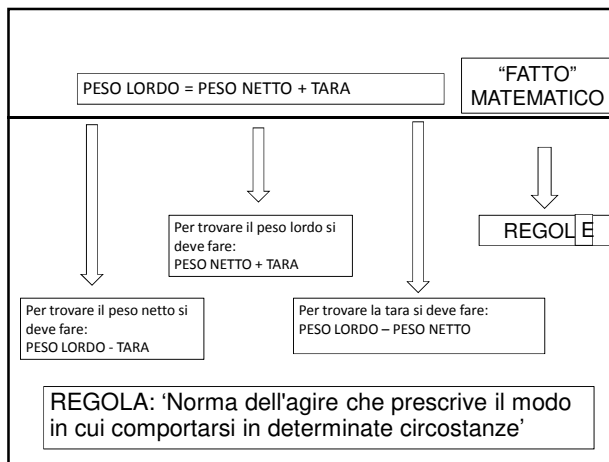 PESO LORDO = PESO NETTO + TARA
“FATTO”
MATEMATICO
REGOLE
Per trovare il peso lordo si
deve fare:
PESO NETTO + TARA
Per trovare il peso netto si
deve fare:
PESO LORDO - TARA
Per trovare la tara si deve fare:
PESO LORDO – PESO NETTO
REGOLA: ‘Norma dell'agire che prescrive il modo
in cui comportarsi in determinate circostanze’